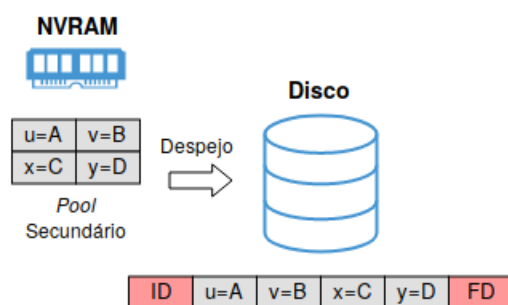 NVRAM
Disco
u=A v=B
x=C y=D
Despejo
Pool
Secundário
ID u=A v=B x=C y=D FD